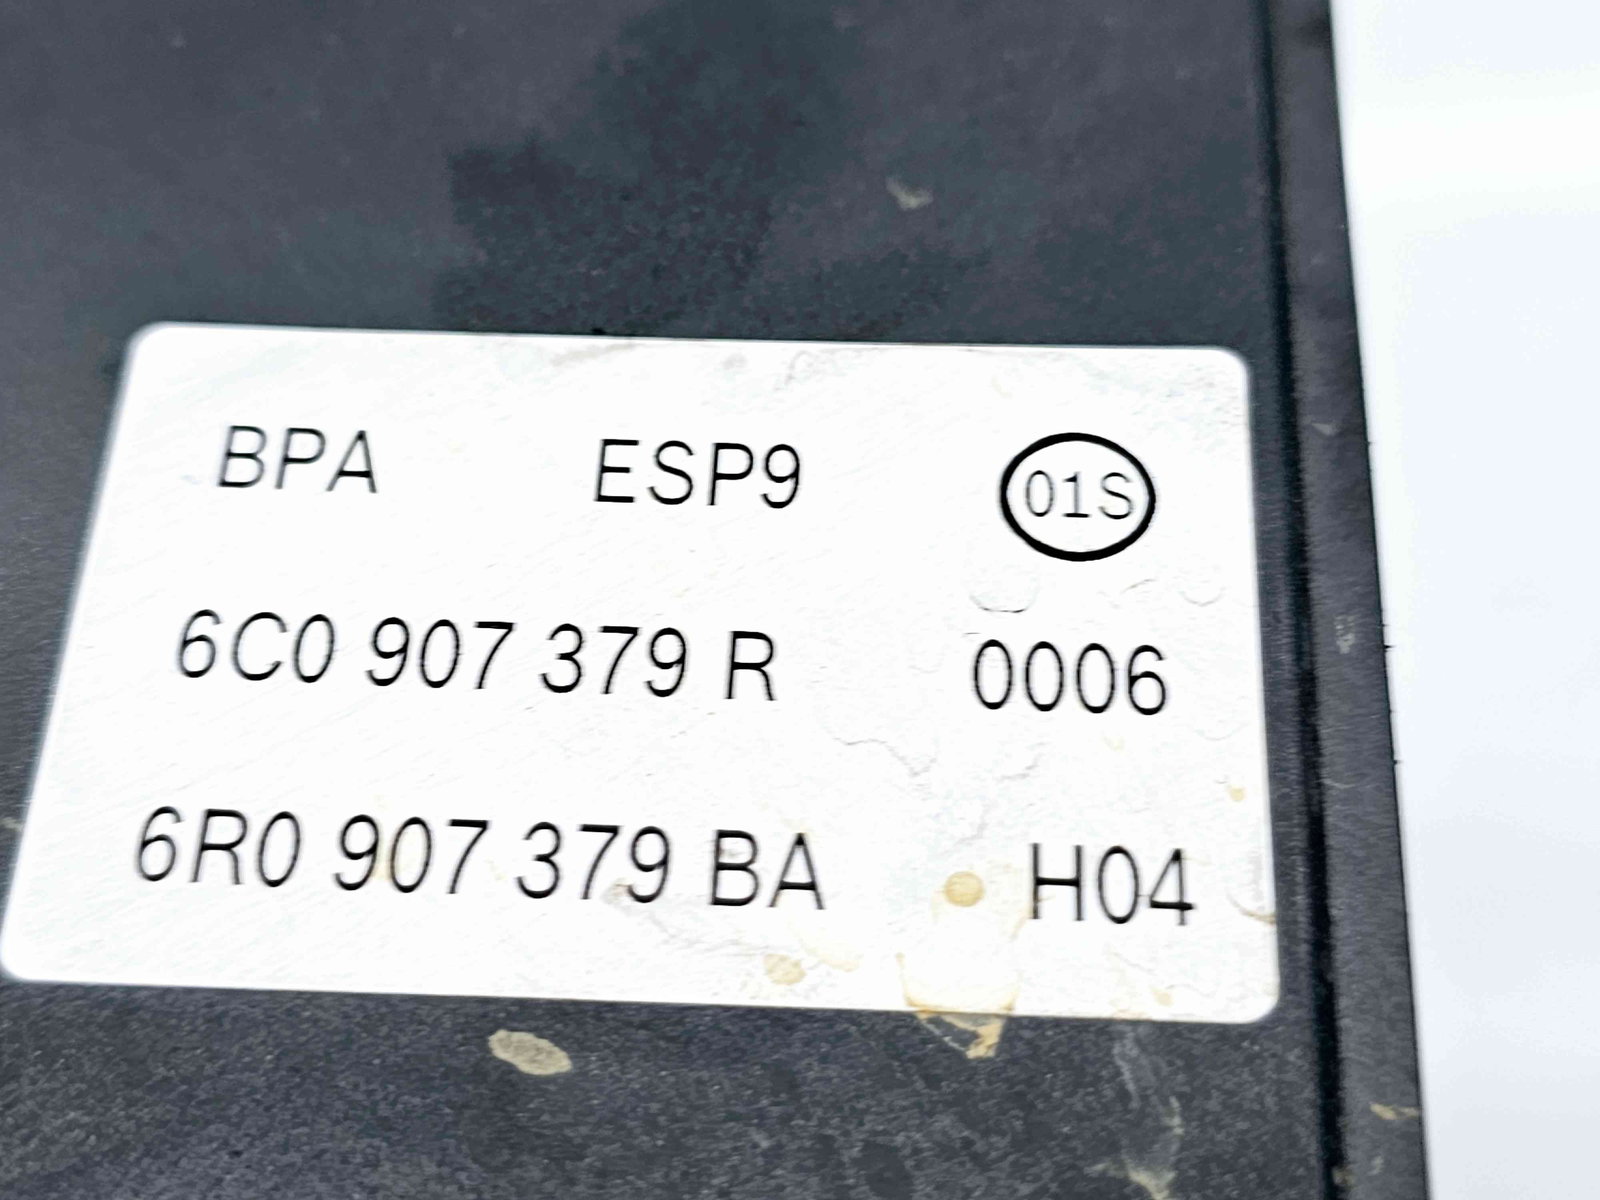 BPA ESP9 01S
6C0 907 379 R 0006
6R0 907 379 BA H04